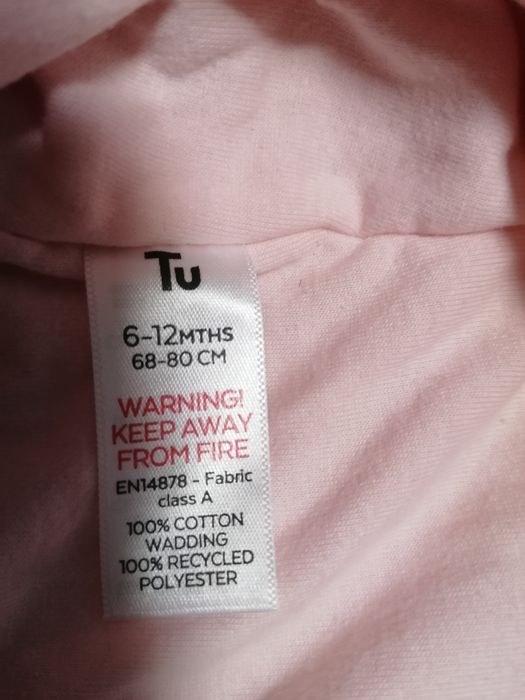 Tu
6-12MTHS
68-80 CM
WARNING!
KEEP AWAY
FROM FIRE
EN14878 - Fabric
class A
100% COTTON
WADDING
100% RECYCLED
POLYESTER